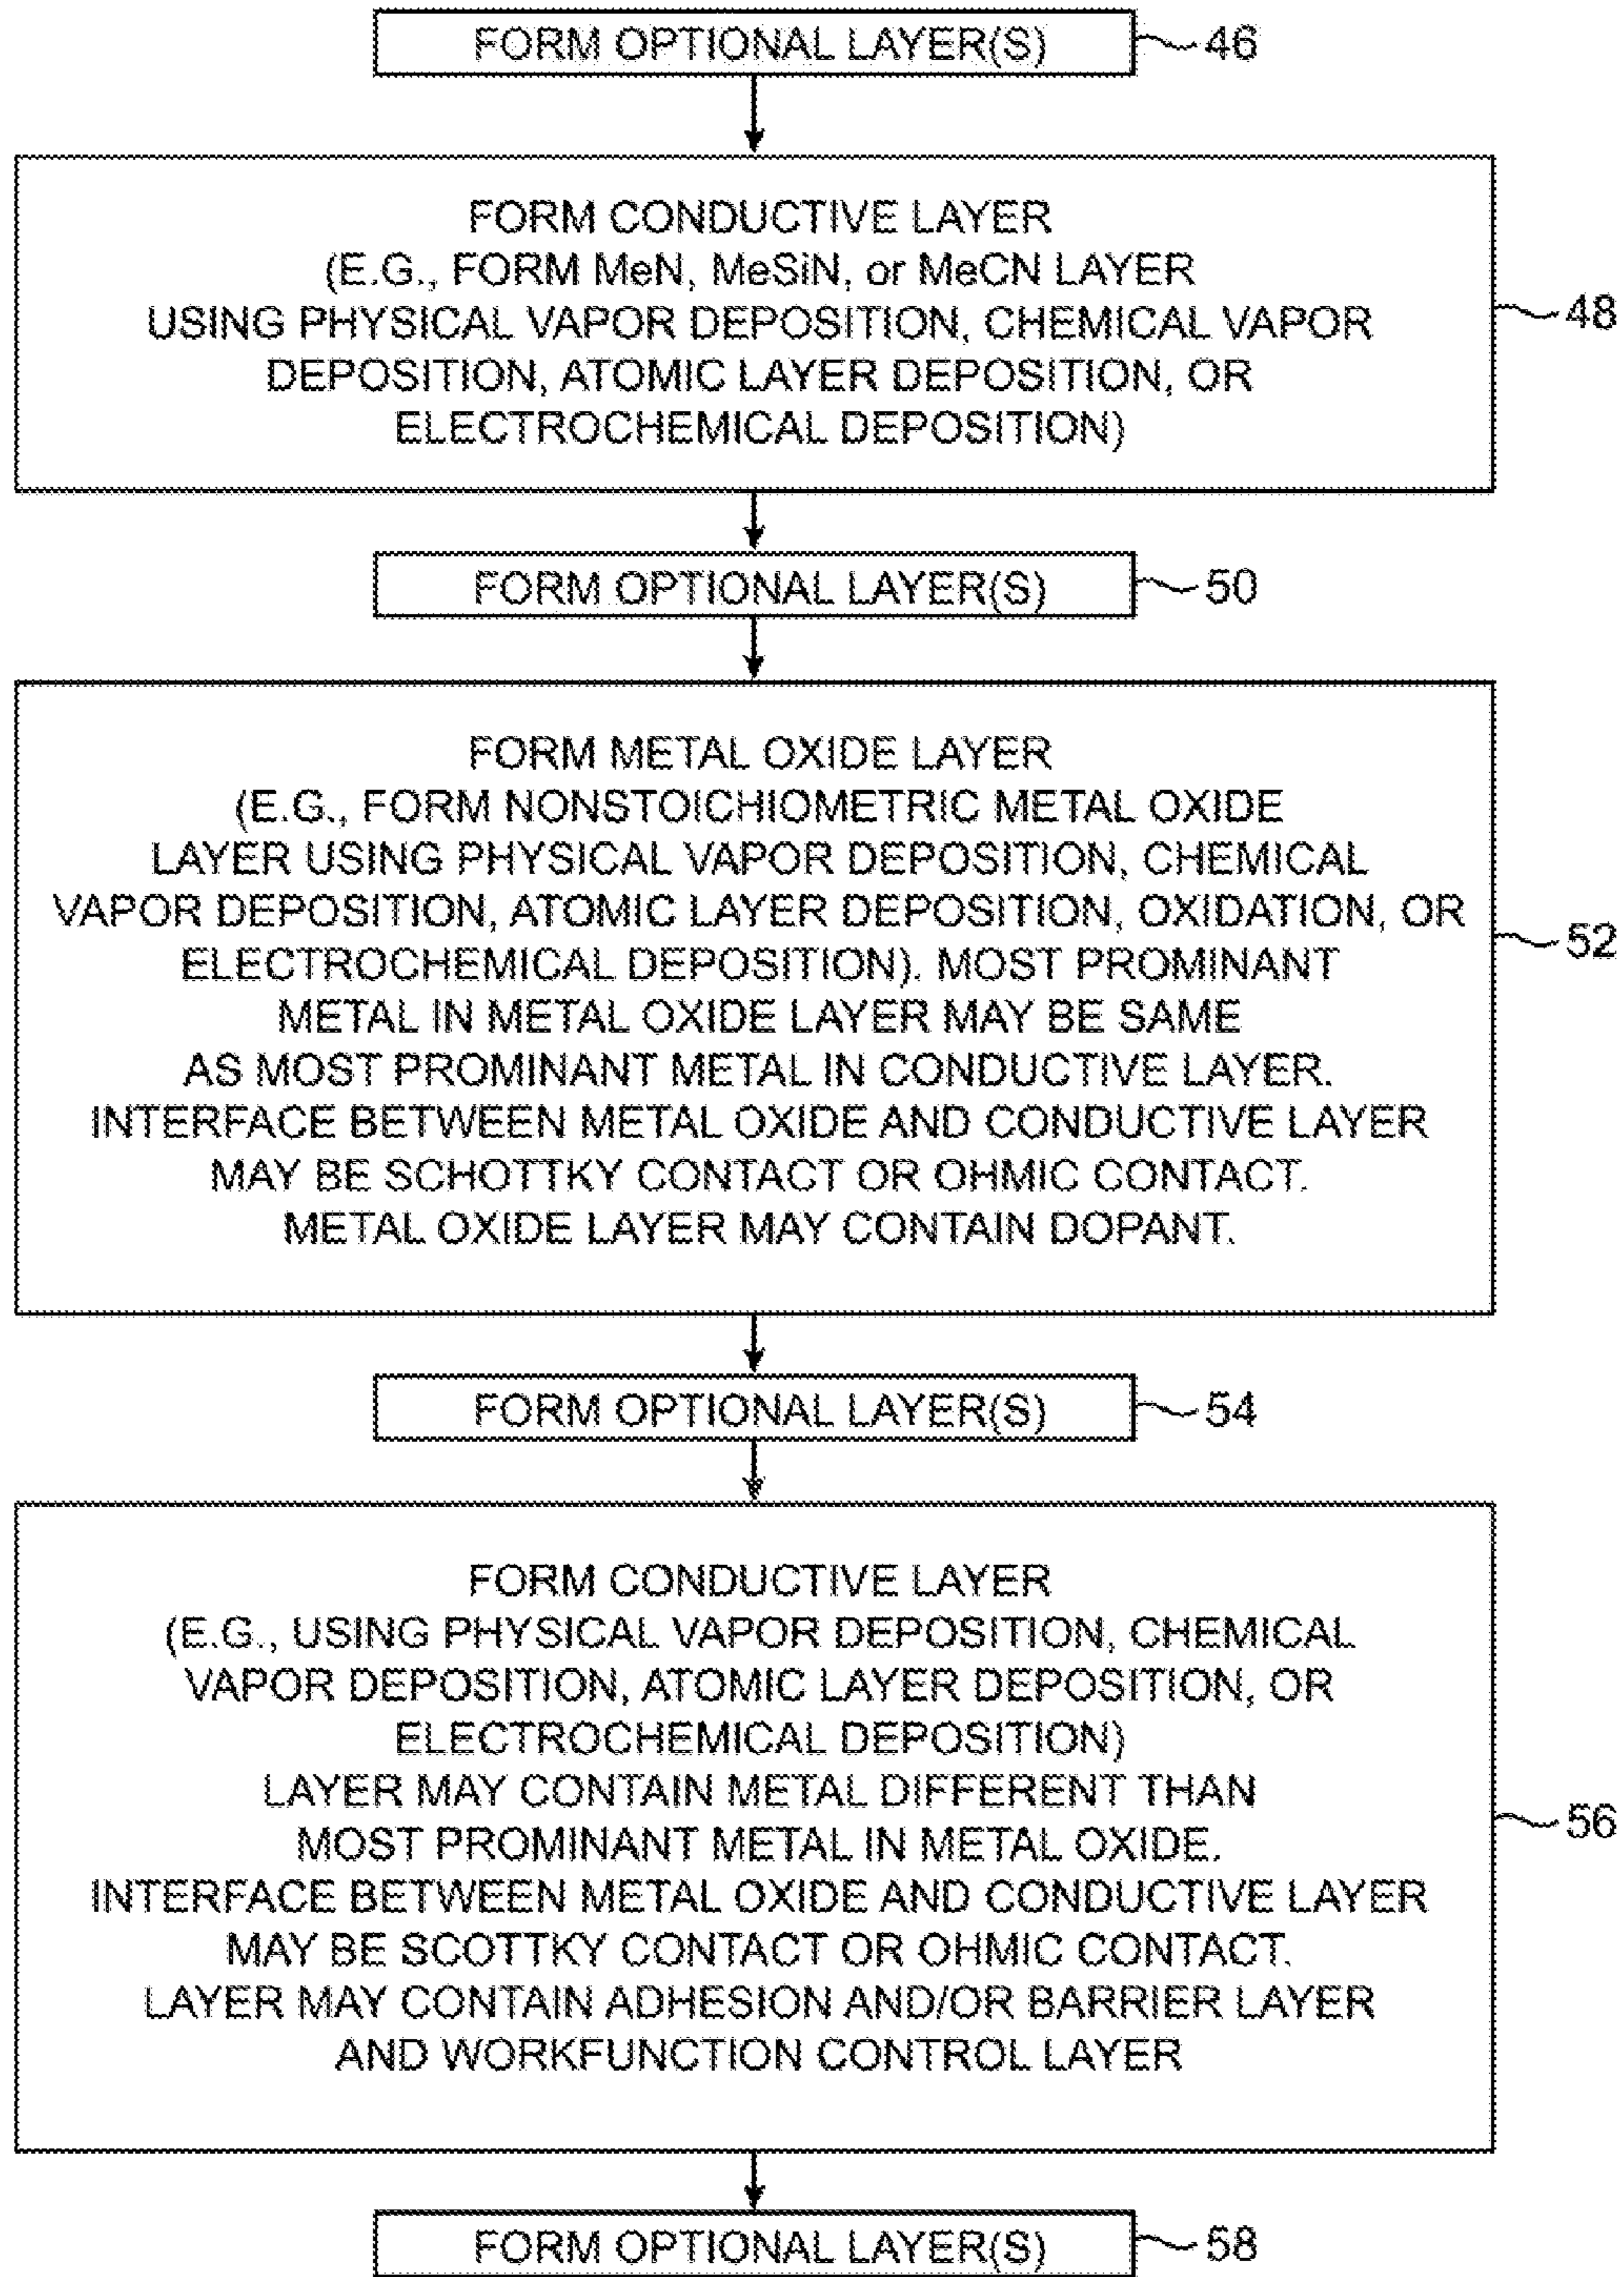 FORM OPTIONAL LAYER(S)
46
FORM CONDUCTIVE LAYER
(E.G., FORM MeN, MeSiN, or MeCN LAYER
USING PHYSICAL VAPOR DEPOSITION, CHEMICAL VAPOR
DEPOSITION, ATOMIC LAYER DEPOSITION, OR
ELECTROCHEMICAL DEPOSITION)
48
FORM OPTIONAL LAYER(S)
50
FORM METAL OXIDE LAYER
(E.G., FORM NONSTOICHIOMETRIC METAL OXIDE
LAYER USING PHYSICAL VAPOR DEPOSITION, CHEMICAL
VAPOR DEPOSITION, ATOMIC LAYER DEPOSITION, OXIDATION, OR
ELECTROCHEMICAL DEPOSITION). MOST PROMINANT
METAL IN METAL OXIDE LAYER MAY BE SAME
AS MOST PROMINANT METAL IN CONDUCTIVE LAYER.
INTERFACE BETWEEN METAL OXIDE AND CONDUCTIVE LAYER
MAY BE SCHOTTKY CONTACT OR OHMIC CONTACT.
METAL OXIDE LAYER MAY CONTAIN DOPANT.
52
FORM OPTIONAL LAYER(S)
54
FORM CONDUCTIVE LAYER
(E.G., USING PHYSICAL VAPOR DEPOSITION, CHEMICAL
VAPOR DEPOSITION, ATOMIC LAYER DEPOSITION, OR
ELECTROCHEMICAL DEPOSITION)
LAYER MAY CONTAIN METAL DIFFERENT THAN
MOST PROMINANT METAL IN METAL OXIDE.
INTERFACE BETWEEN METAL OXIDE AND CONDUCTIVE LAYER
MAY BE SCOTTKY CONTACT OR OHMIC CONTACT.
LAYER MAY CONTAIN ADHESION AND/OR BARRIER LAYER
AND WORKFUNCTION CONTROL LAYER
56
FORM OPTIONAL LAYER(S)
58